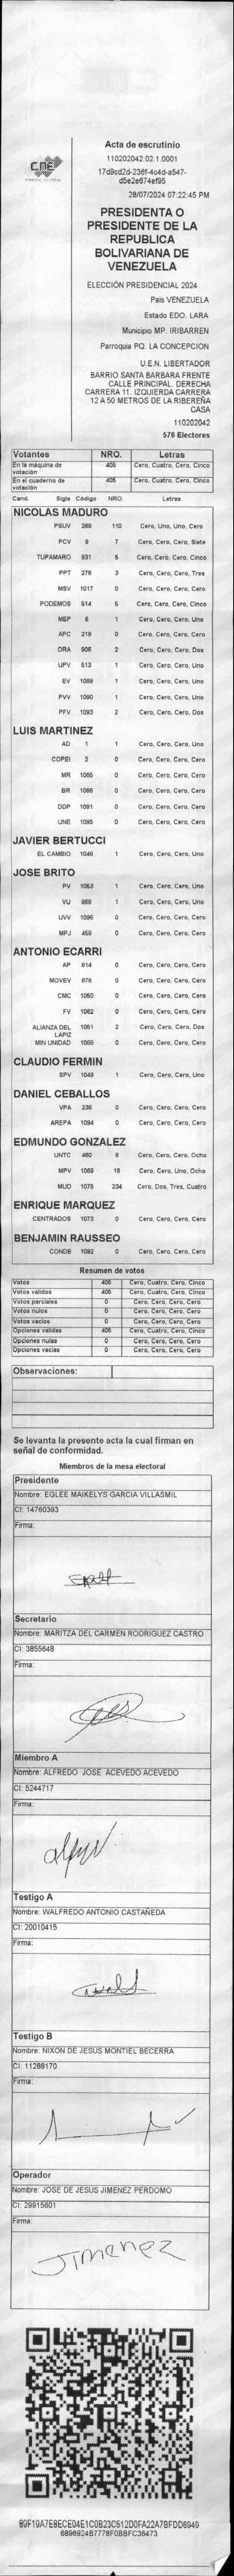 CNE
Acta de escrutinio
110202042.02.1.0001
17d9cd2d-236f-4c4d-a547-
d5e2e674ef95
28/07/2024 07:22:45 PM
PRESIDENTA O
PRESIDENTE DE LA
REPUBLICA
BOLIVARIANA DE
VENEZUELA
ELECCIÓN PRESIDENCIAL 2024
Pais VENEZUELA
Estado EDO. LARA
Municipio MP. IRIBARREN
Parroquia PQ. LA CONCEPCION
U.E.N. LIBERTADOR
BARRIO SANTA BARBARA FRENTE
CALLE PRINCIPAL. DERECHA
CARRERA 11. IZQUIERDA CARRERA
12 A 50 METROS DE LA RIBEREÑA
CASA
110202042
576 Electores
Votantes NRO. Letras
En la máquina de votación 405 Cero, Cuatro, Cero, Cinco
En el cuaderno de votación 405 Cero, Cuatro, Cero, Cinco
Cand. Sigla Código NRO. Letras
NICOLAS MADURO
PSUV 269 110 Cero, Uno, Uno, Cero
PCV 9 7 Cero, Cero, Cero, Siete
TUPAMARO 931 5 Cero, Cero, Cero, Cinco
PPT 276 3 Cero, Cero, Cero, Tres
MSV 1017 0 Cero, Cero, Cero, Cero
PODEMOS 514 5 Cero, Cero, Cero, Cinco
MEP 6 1 Cero, Cero, Cero, Uno
APC 219 0 Cero, Cero, Cero, Cero
ORA 906 2 Cero, Cero, Cero, Dos
UPV 513 1 Cero, Cero, Cero, Uno
EV 1089 1 Cero, Cero, Cero, Uno
PVV 1090 1 Cero, Cero, Cero, Uno
PFV 1093 2 Cero, Cero, Cero, Dos
LUIS MARTINEZ
AD 1 1 Cero, Cero, Cero, Uno
COPEI 2 0 Cero, Cero, Cero, Cero
MR 1065 0 Cero, Cero, Cero, Cero
BR 1066 0 Cero, Cero, Cero, Cero
DDP 1091 0 Cero, Cero, Cero, Cero
UNE 1095 0 Cero, Cero, Cero, Cero
JAVIER BERTUCCI
EL CAMBIO 1048 1 Cero, Cero, Cero, Uno
JOSE BRITO
PV 1053 1 Cero, Cero, Cero, Uno
VU 969 1 Cero, Cero, Cero, Uno
UVV 1096 0 Cero, Cero, Cero, Cero
MPJ 458 0 Cero, Cero, Cero, Cero
ANTONIO ECARRI
AP 914 0 Cero, Cero, Cero, Cero
MOVEV 978 0 Cero, Cero, Cero, Cero
CMC 1050 0 Cero, Cero, Cero, Cero
FV 1062 0 Cero, Cero, Cero, Cero
ALIANZA DEL LAPIZ 1051 2 Cero, Cero, Cero, Dos
MIN UNIDAD 1068 0 Cero, Cero, Cero, Cero
CLAUDIO FERMIN
SPV 1049 1 Cero, Cero, Cero, Uno
DANIEL CEBALLOS
VPA 236 0 Cero, Cero, Cero, Cero
AREPA 1094 0 Cero, Cero, Cero, Cero
EDMUNDO GONZALEZ
UNTC 460 8 Cero, Cero, Cero, Ocho
MPV 1069 18 Cero, Cero, Uno, Ocho
MUD 1075 234 Cero, Dos, Tres, Cuatro
ENRIQUE MARQUEZ
CENTRADOS 1073 0 Cero, Cero, Cero, Cero
BENJAMIN RAUSSEO
CONDE 1092 0 Cero, Cero, Cero, Cero
Resumen de votos
Votos 405 Cero, Cuatro, Cero, Cinco
Votos validos 405 Cero, Cuatro, Cero, Cinco
Votos parciales 0 Cero, Cero, Cero, Cero
Votos nulos 0 Cero, Cero, Cero, Cero
Votos vacios 0 Cero, Cero, Cero, Cero
Opciones validas 405 Cero, Cuatro, Cero, Cinco
Opciones nulas 0 Cero, Cero, Cero, Cero
Opciones vacias 0 Cero, Cero, Cero, Cero
Observaciones:
Se levanta la presente acta la cual firman en
señal de conformidad.
Miembros de la mesa electoral
Presidente
Nombre: EGLEE MAIKELYS GARCIA VILLASMIL
CI: 14760393
Firma:
Secretario
Nombre: MARITZA DEL CARMEN RODRIGUEZ CASTRO
CI: 3855648
Firma:
Miembro A
Nombre: ALFREDO JOSE ACEVEDO ACEVEDO
CI: 5244717
Firma:
Testigo A
Nombre: WALFREDO ANTONIO CASTAÑEDA
CI: 20010415
Firma:
Testigo B
Nombre: NIXON DE JESUS MONTIEL BECERRA
CI: 11288170
Firma:
Operador
Nombre: JOSE DE JESUS JIMENEZ PERDOMO
CI: 29915601
Firma:
Jimenez
89F19A7E8ECE04E1C0B23C512D0FA22A7BFDD6949
6896924B7778F0BBFC36473